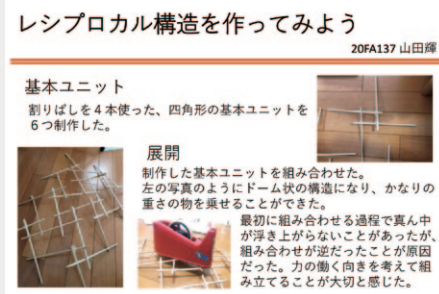 レシプロカル構造を作ってみよう
20FA137 山田輝
基本ユニット
割りばしを４本使った、四角形の基本ユニットを
６つ制作した。
展開
制作した基本ユニットを組み合わせた。
左の写真のようにドーム状の構造になり、かなりの
重さの物を乗せることができた。
最初に組み合わせる過程で真ん中
が浮き上がらないことがあったが、
組み合わせが逆だったことが原因
だった。力の働く向きを考えて組
み立てることが大切と感じた。